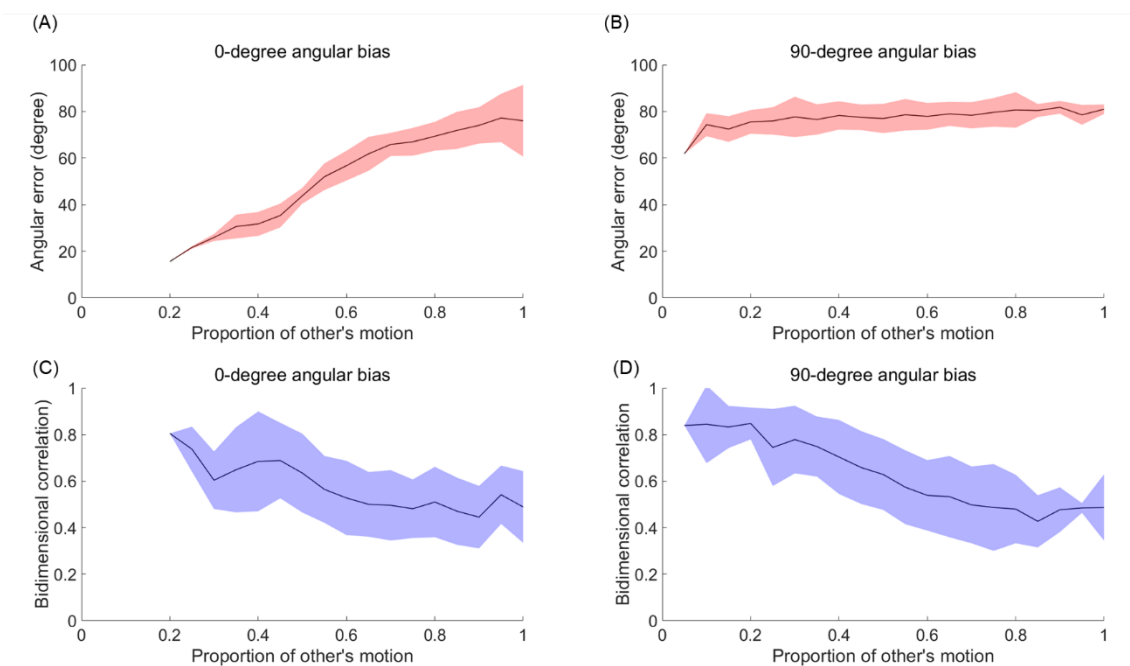 (A)
0-degree angular bias
Angular error (degree)
100
80
60
40
20
0
0 0.2 0.4 0.6 0.8 1
Proportion of other's motion
(B)
90-degree angular bias
Angular error (degree)
100
80
60
40
20
0
0 0.2 0.4 0.6 0.8 1
Proportion of other's motion
(C)
0-degree angular bias
Bidimensional correlation)
1
0.8
0.6
0.4
0.2
0
0 0.2 0.4 0.6 0.8 1
Proportion of other's motion
(D)
90-degree angular bias
Bidimensional correlation
1
0.8
0.6
0.4
0.2
0
0 0.2 0.4 0.6 0.8 1
Proportion of other's motion